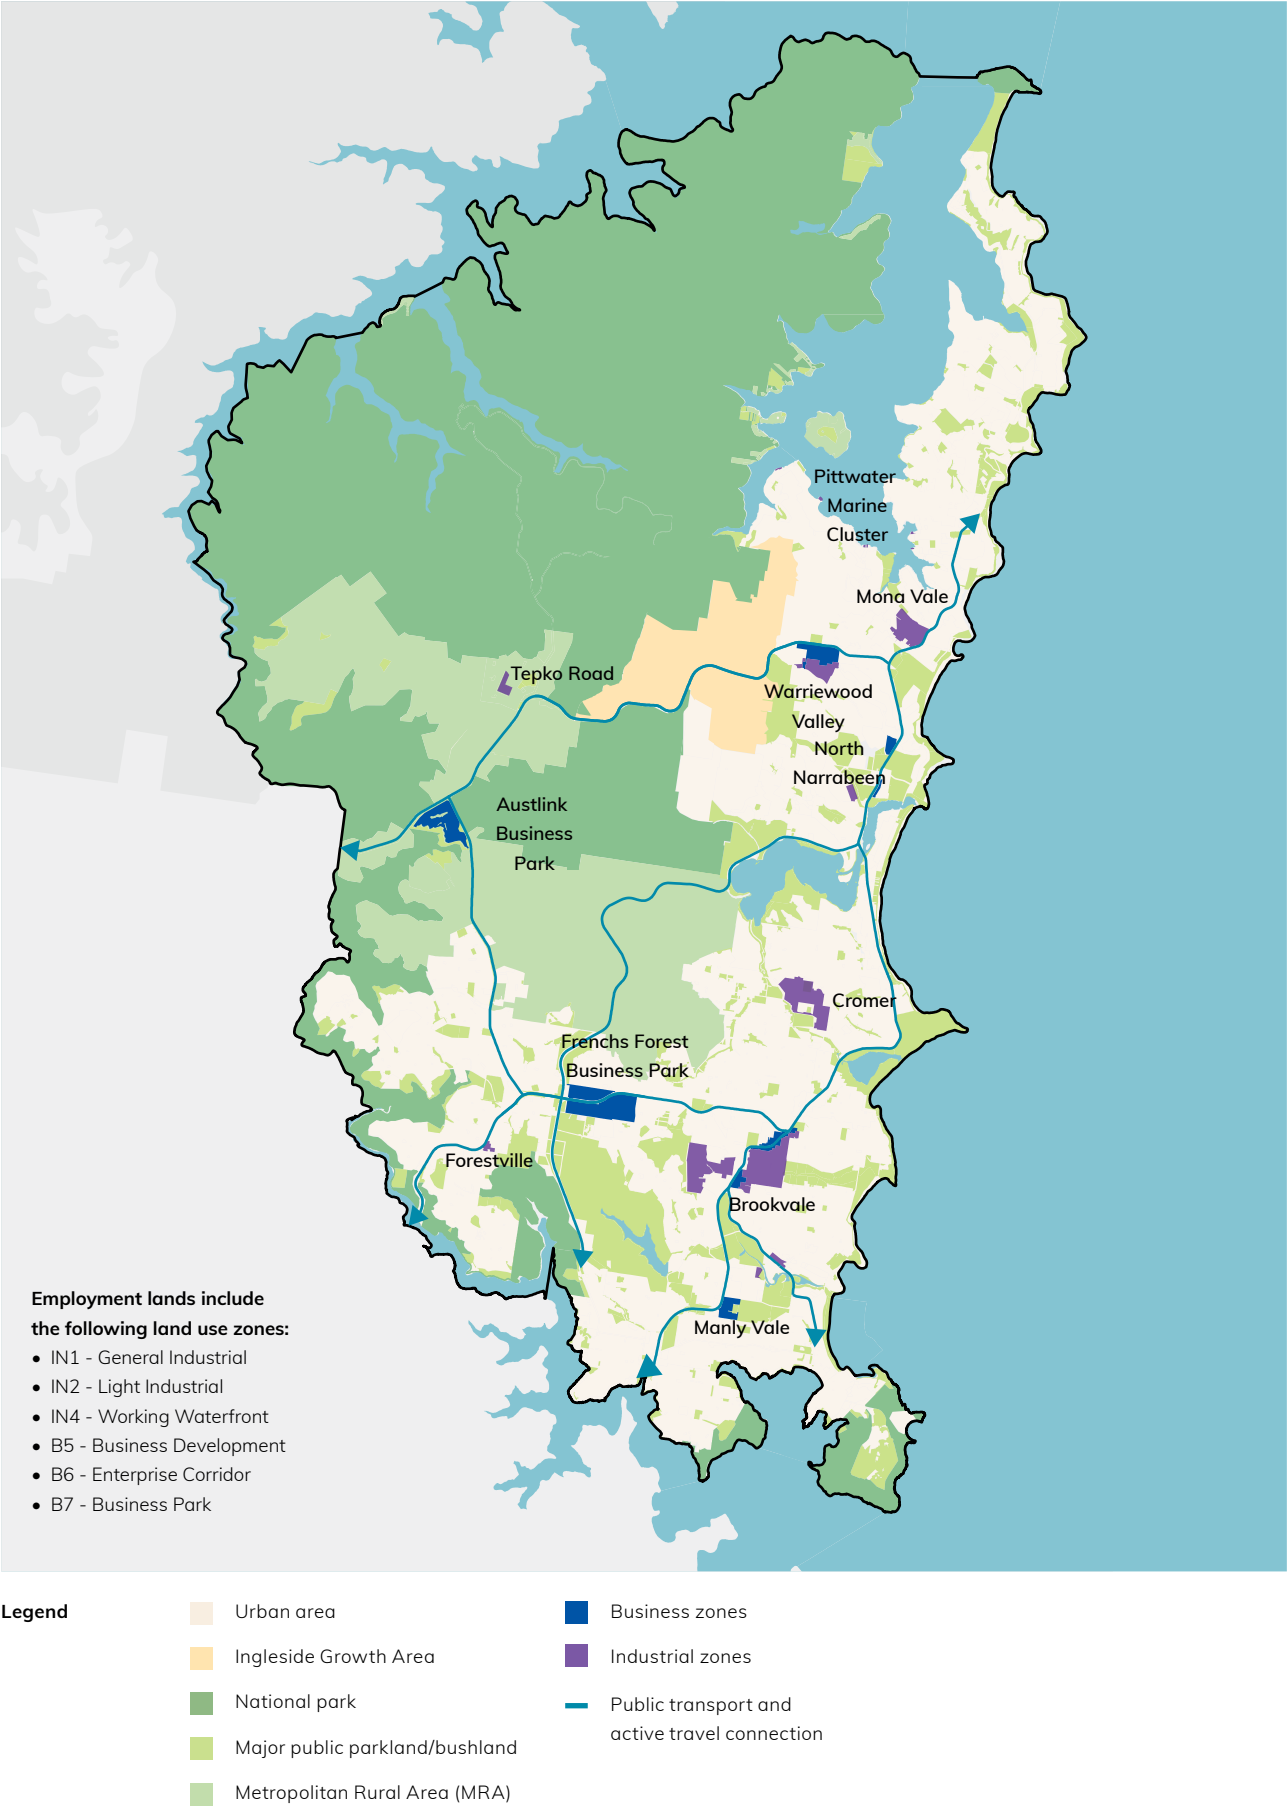 Pittwater
Marine
Cluster
Mona Vale
Tepko Road
Warriewood
Valley
North
Narrabeen
Austlink
Business
Park
Cromer
Frenchs Forest
Business Park
Forestville
Brookvale
Manly Vale
Employment lands include
the following land use zones:
• IN1 - General Industrial
• IN2 - Light Industrial
• IN4 - Working Waterfront
• B5 - Business Development
• B6 - Enterprise Corridor
• B7 - Business Park
Legend
Urban area
Ingleside Growth Area
National park
Major public parkland/bushland
Metropolitan Rural Area (MRA)
Business zones
Industrial zones
Public transport and
active travel connection